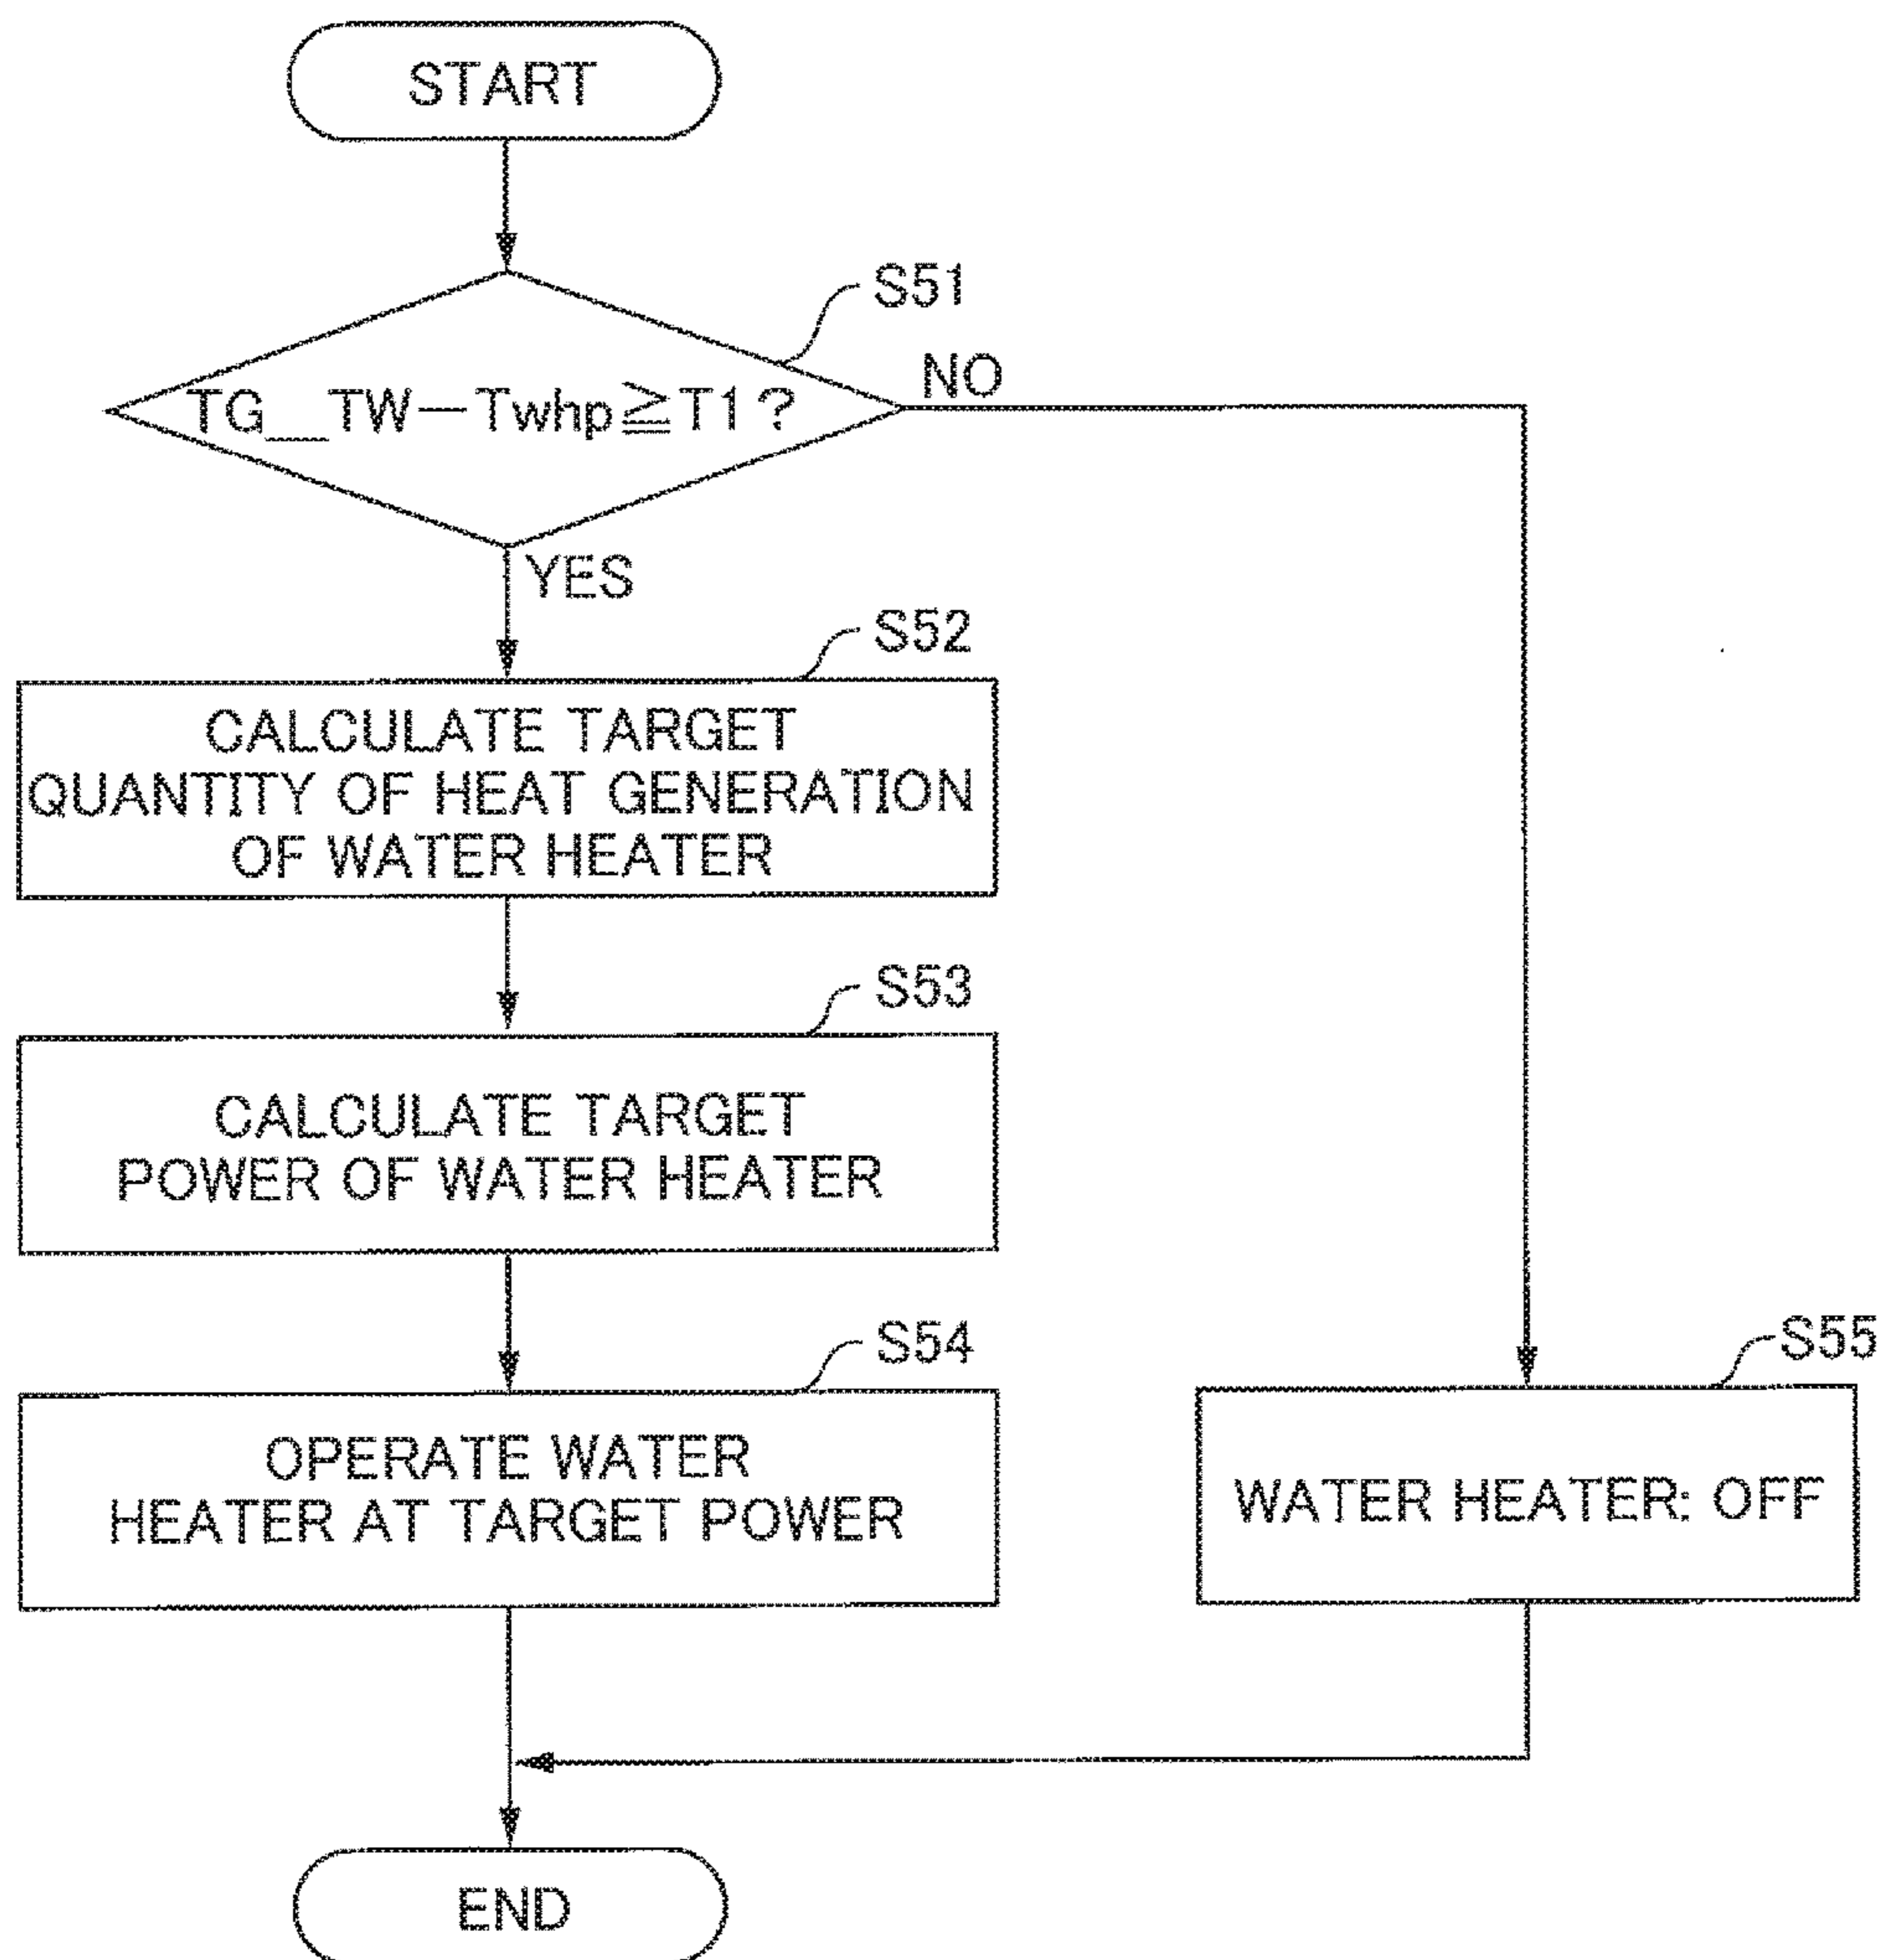 START
S51
TG__TW−Twhp≧T1?
NO
YES
S52
CALCULATE TARGET
QUANTITY OF HEAT GENERATION
OF WATER HEATER
S53
CALCULATE TARGET
POWER OF WATER HEATER
S54
OPERATE WATER
HEATER AT TARGET POWER
S55
WATER HEATER: OFF
END